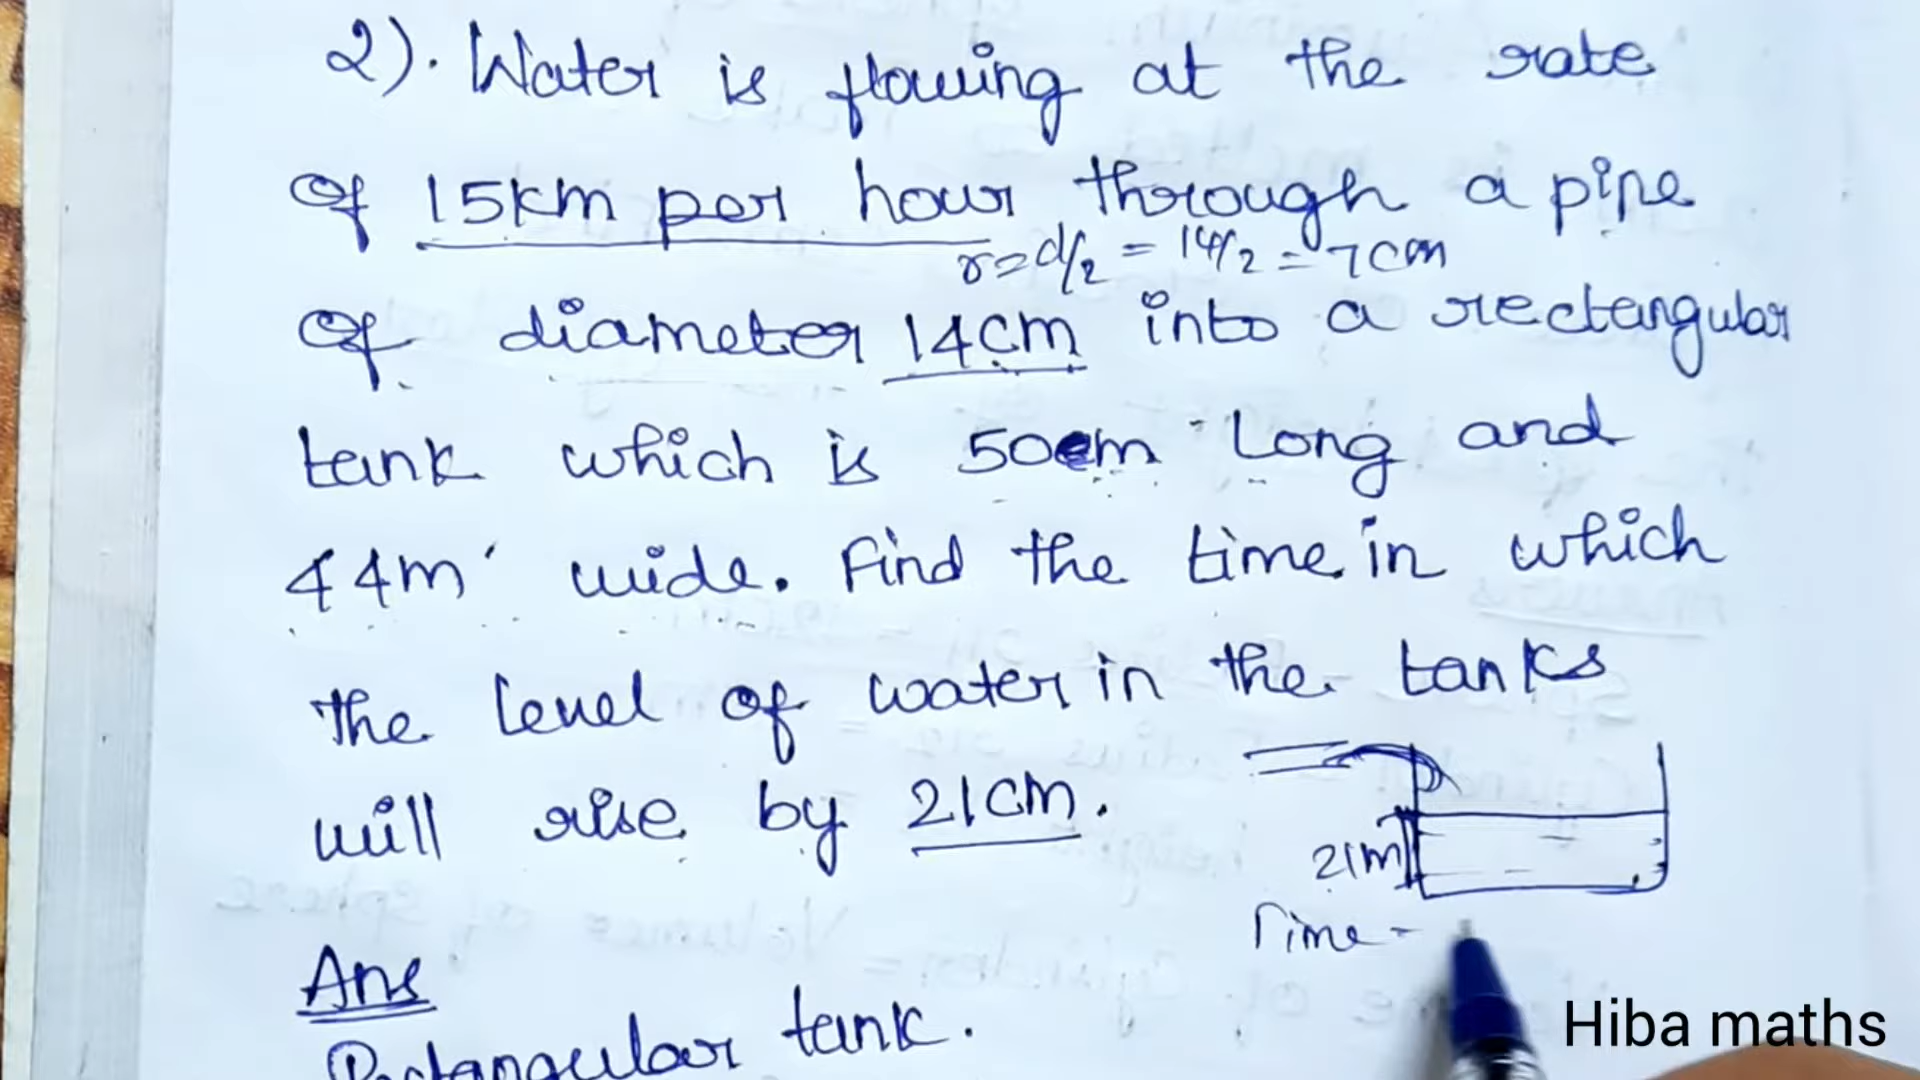 2). Water is flowing at the rate
of 15km per hour through a pipe
r=d/2 = 14/2 = 7cm
of diameter 14cm into a rectangular
tank which is 50m long and
44m wide. Find the time in which
the level of water in the tanks
will rise by 21cm.
21m
Time -
Ans
Rectangular tank.
Hiba maths